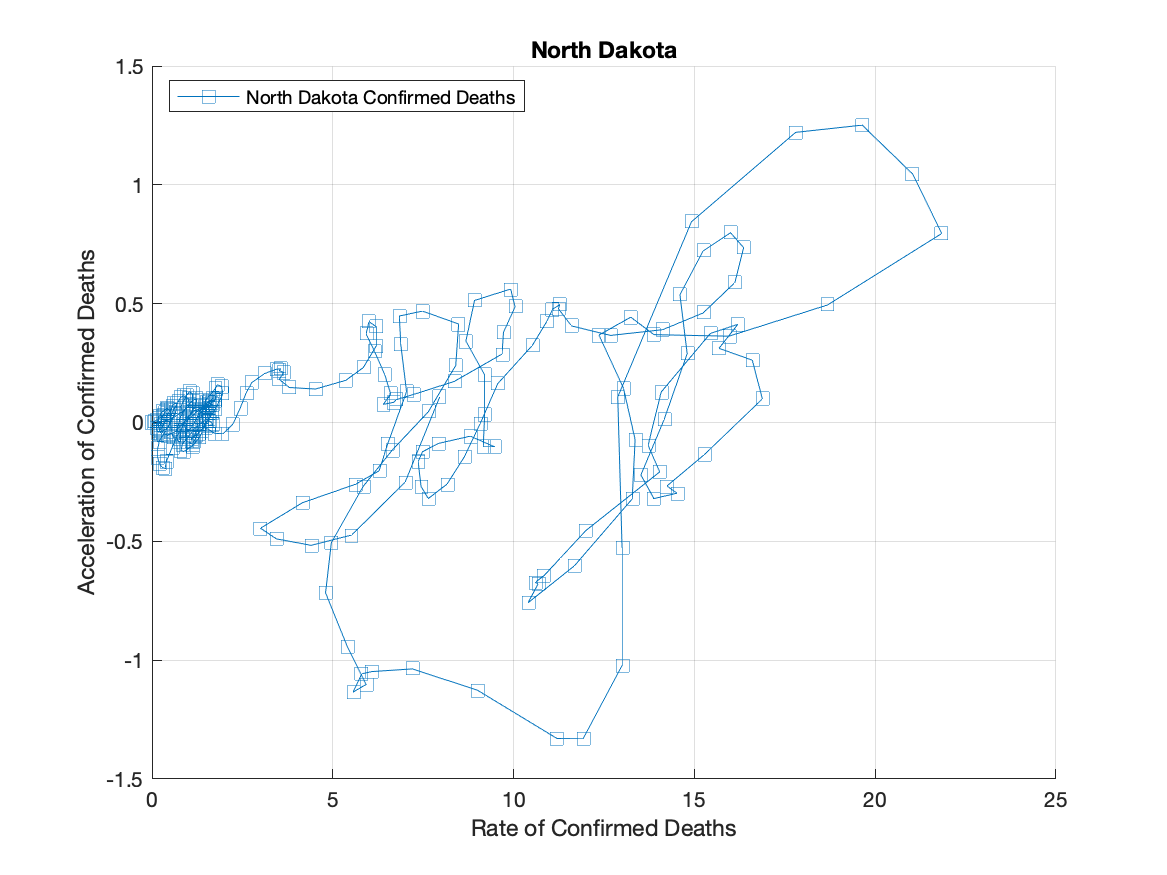 North Dakota
1.5
North Dakota Confirmed Deaths
1
0.5
0
-0.5
-1
-1.5
Acceleration of Confirmed Deaths
0 5 10 15 20 25
Rate of Confirmed Deaths